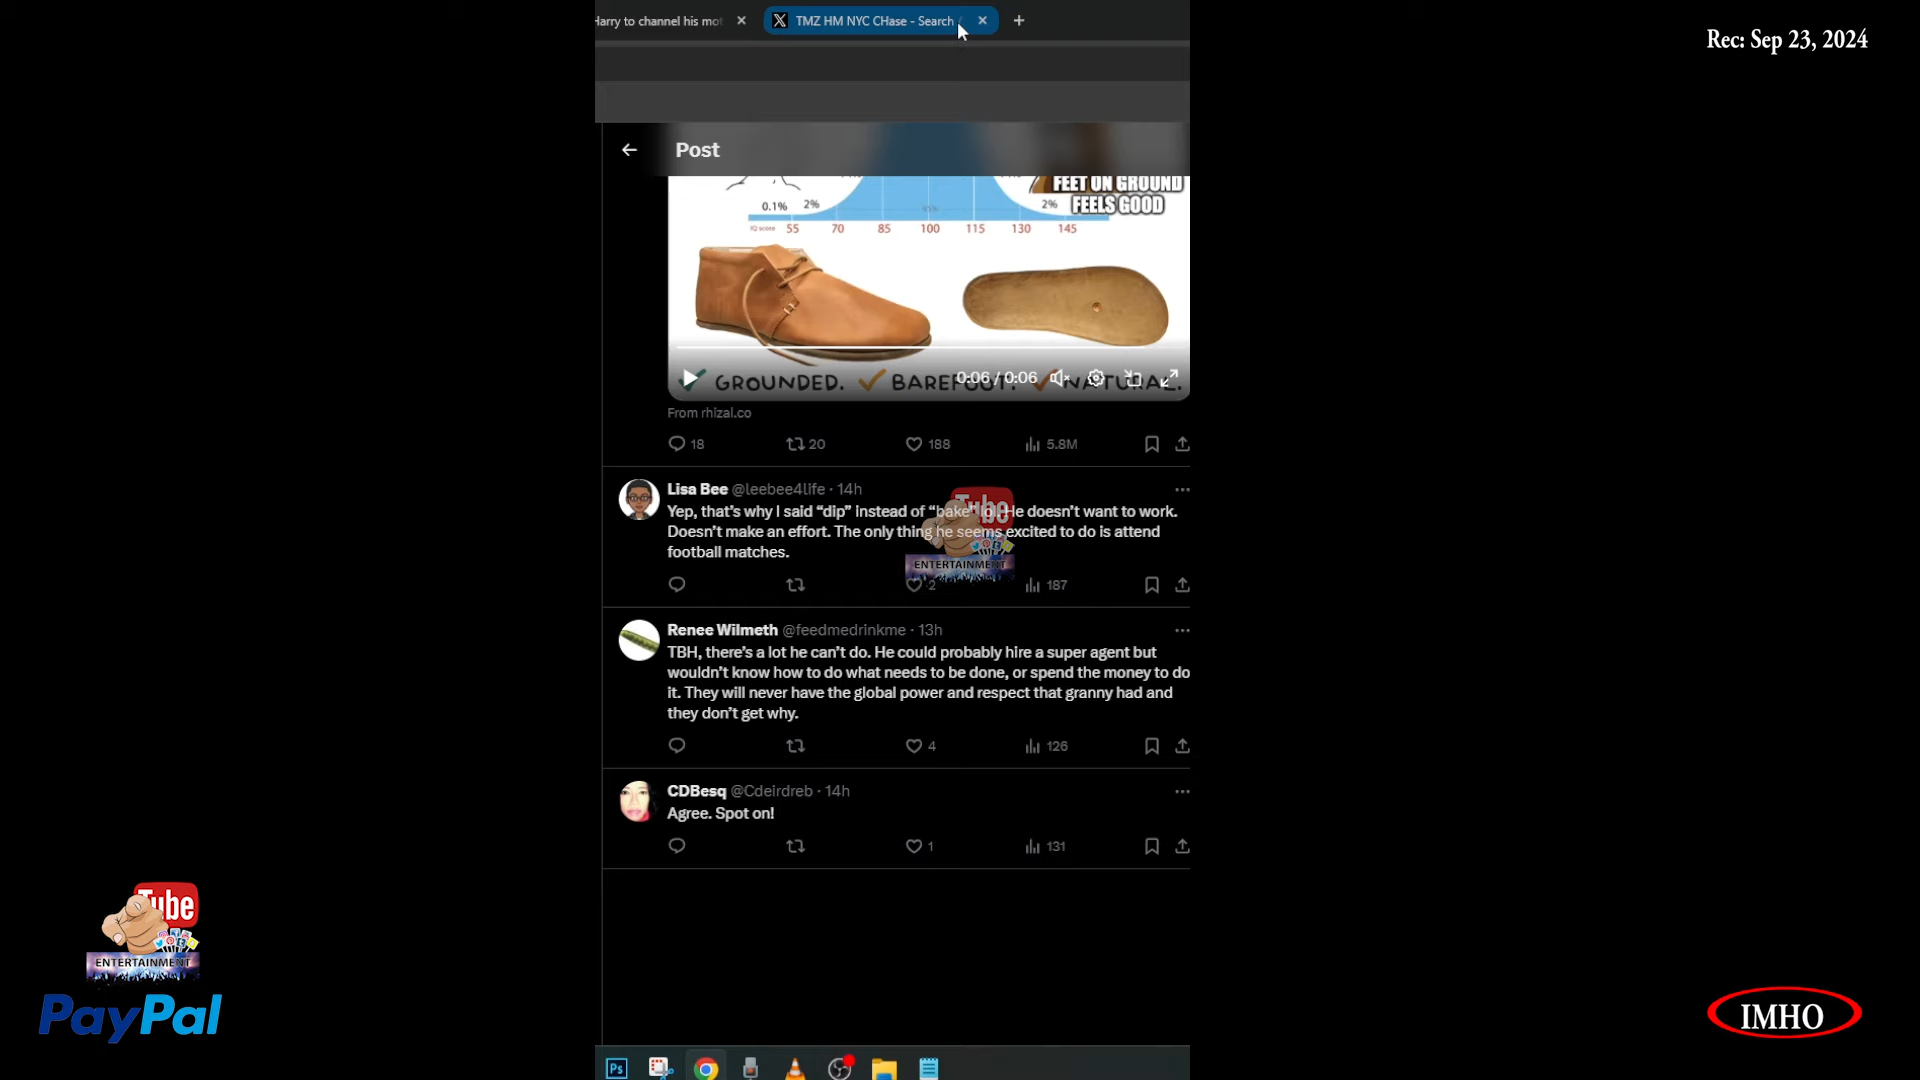 Harry to channel his mot
TMZ HM NYC CHase - Search /
Rec: Sep 23, 2024
Post
FEET ON GROUND
FEELS GOOD
0.1% 2%
2%
IQ score 55 70 85 100 115 130 145
GROUNDED. BAREFOOT. NATURAL.
0:06 / 0:06
From rhizal.co
18 20 188 5.8M
Lisa Bee @leebee4life · 14h
Yep, that's why I said “dip” instead of “bake” lol. He doesn't want to work.
Doesn't make an effort. The only thing he seems excited to do is attend
football matches.
2 187
Tube
ENTERTAINMENT
Renee Wilmeth @feedmedrinkme · 13h
TBH, there's a lot he can't do. He could probably hire a super agent but
wouldn't know how to do what needs to be done, or spend the money to do
it. They will never have the global power and respect that granny had and
they don't get why.
4 126
CDBesq @Cdeirdreb · 14h
Agree. Spot on!
1 131
Tube
ENTERTAINMENT
PayPal
IMHO
Ps